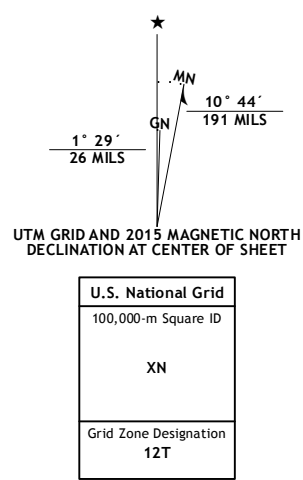 ★
MN
GN
10° 44´
191 MILS
1° 29´
26 MILS
UTM GRID AND 2015 MAGNETIC NORTH
DECLINATION AT CENTER OF SHEET
U.S. National Grid
100,000-m Square ID
XN
Grid Zone Designation
12T